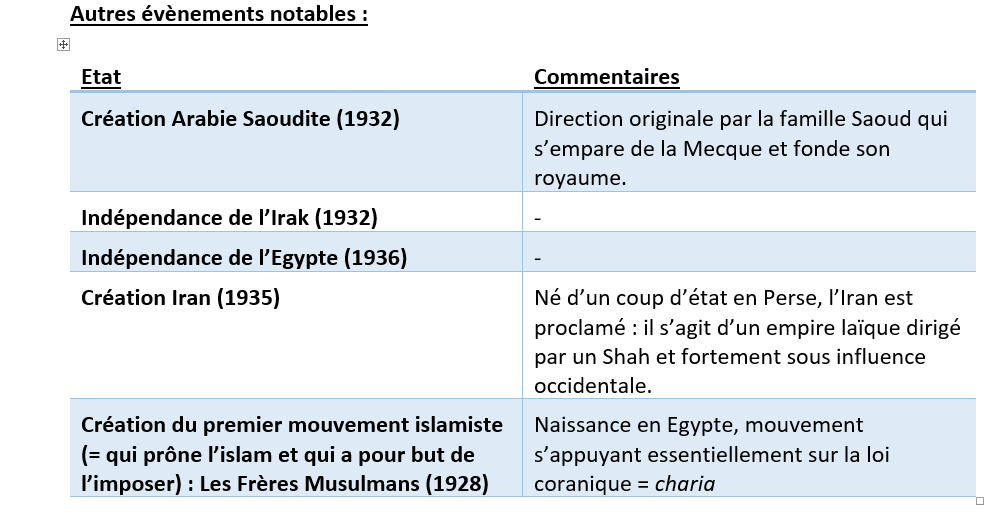 Autres évènements notables :
Etat
Commentaires
Création Arabie Saoudite (1932)
Direction originale par la famille Saoud qui
s’empare de la Mecque et fonde son
royaume.
Indépendance de l’Irak (1932)
-
Indépendance de l’Egypte (1936)
-
Création Iran (1935)
Né d’un coup d’état en Perse, l’Iran est
proclamé : il s’agit d’un empire laïque dirigé
par un Shah et fortement sous influence
occidentale.
Création du premier mouvement islamiste
(= qui prône l’islam et qui a pour but de
l’imposer) : Les Frères Musulmans (1928)
Naissance en Egypte, mouvement
s’appuyant essentiellement sur la loi
coranique = charia